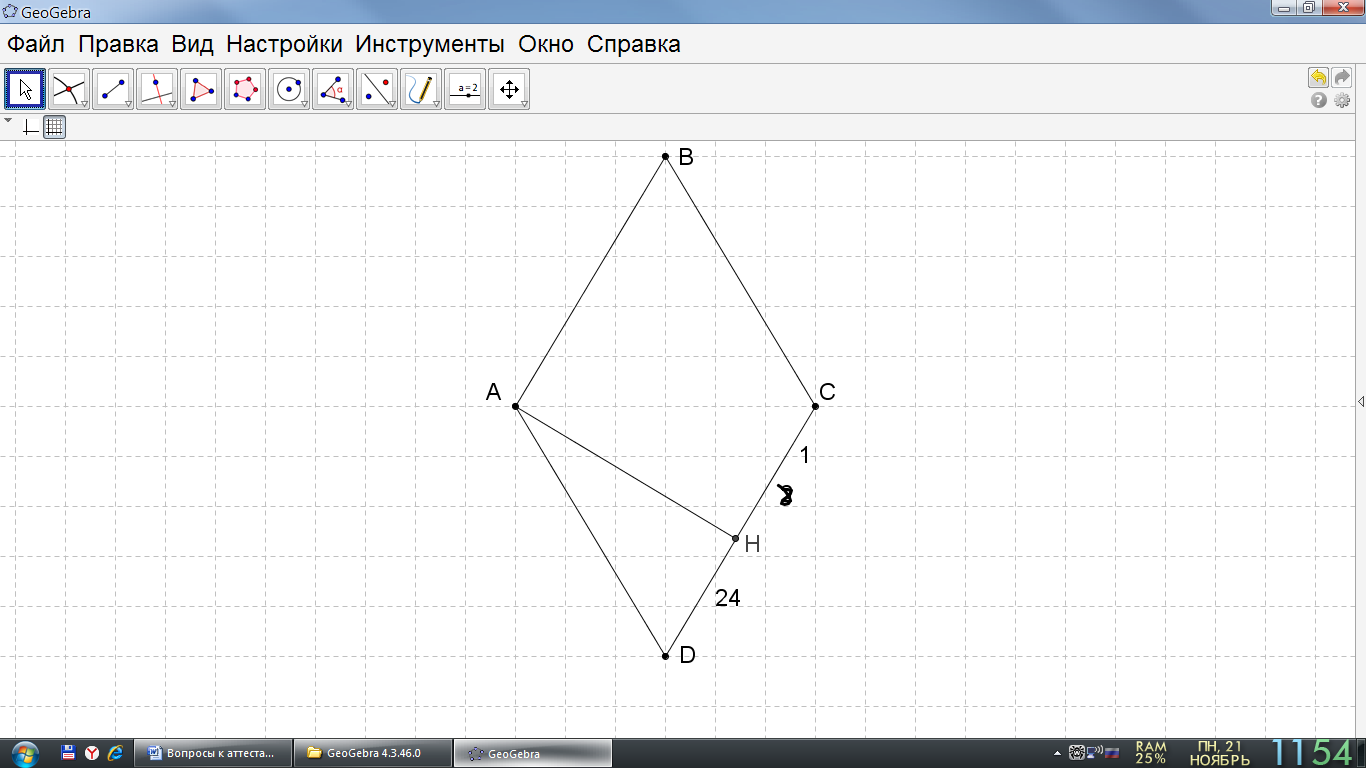 GeoGebra
Файл Правка Вид Настройки Инструменты Окно Справка
a = 2
B
A
C
1
H
24
D
Вопросы к аттеста...
GeoGebra 4.3.46.0
GeoGebra
RAM
25%
ПН, 21
НОЯБРЬ
11 54